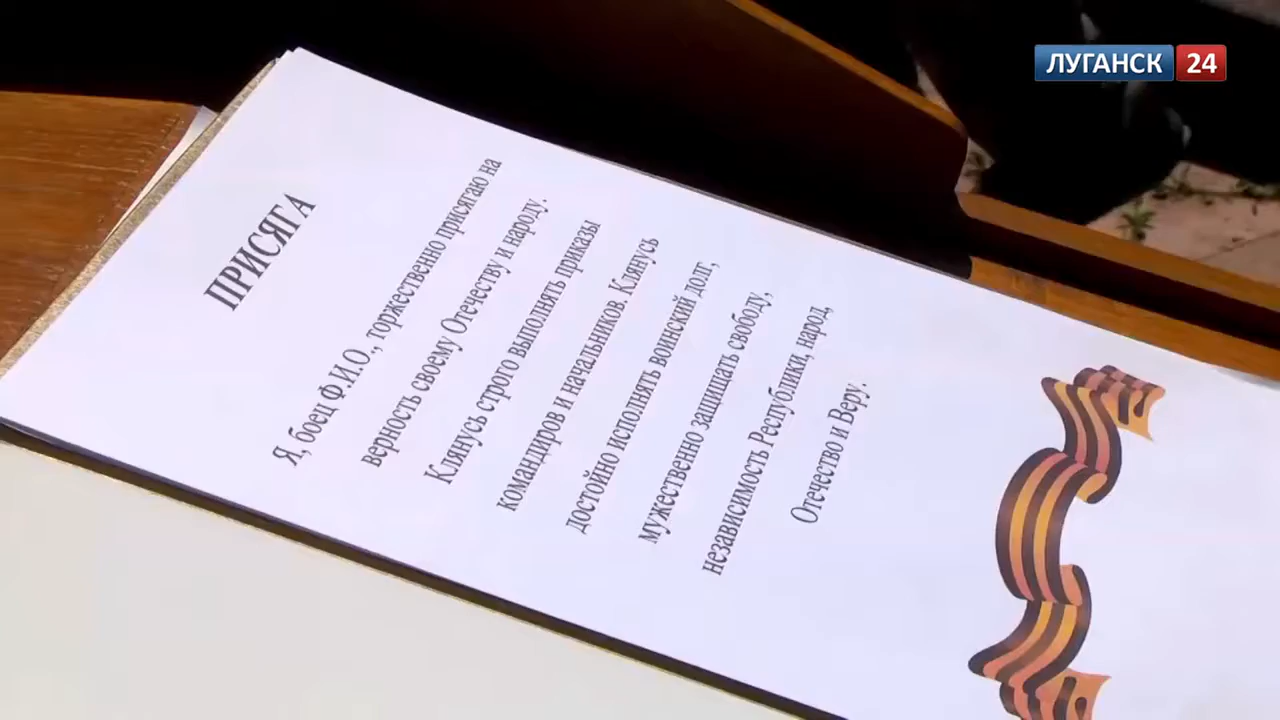 ЛУГАНСК 24
ПРИСЯГА
Я, боец Ф.И.О., торжественно присягаю на
верность своему Отечеству и народу.
Клянусь строго выполнять приказы
командиров и начальников. Клянусь
достойно исполнять воинский долг,
мужественно защищать свободу,
независимость Республики, народ,
Отечество и Веру.